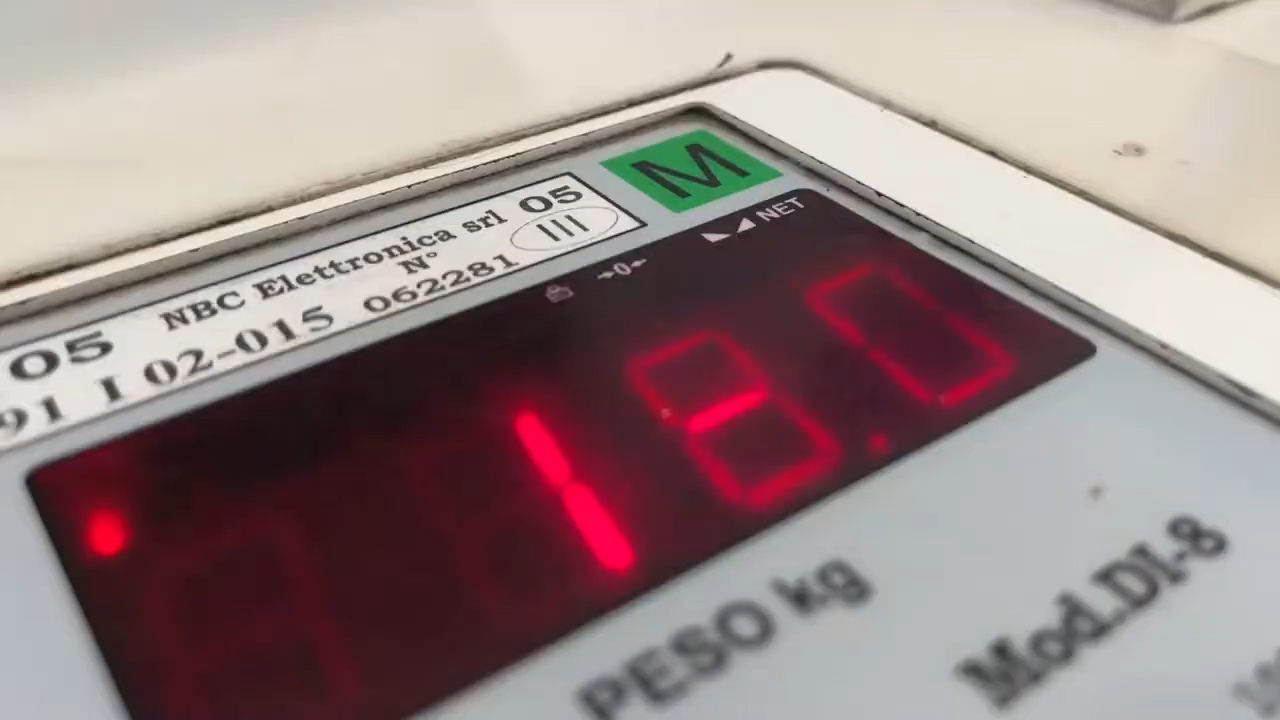 M
05 NBC Elettronica srl 05
N° III
91 I 02-015 062281
→0← NET
18.0
PESO kg
Mod.DI-8